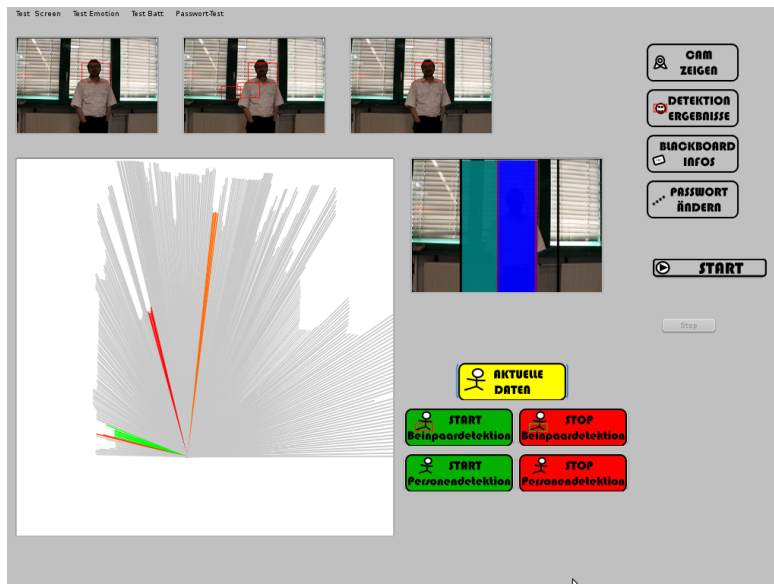 Test Screen
Test Emotion
Test Batt
Passwort-Test
CAM
ZEIGEN
DETEKTION
ERGEBNISSE
BLACKBOARD
INFOS
PASSWORT
ÄNDERN
START
Stop
AKTUELLE
DATEN
START
Beinpaardetektion
STOP
Beinpaardetektion
START
Personendetektion
STOP
Personendetektion